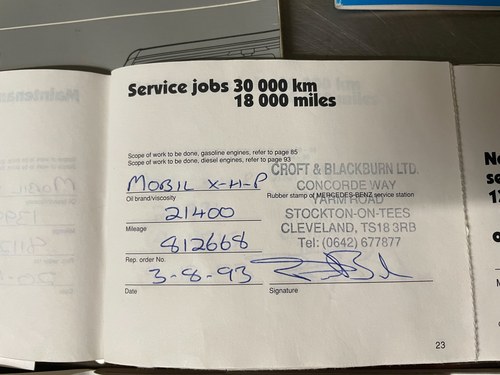 Service jobs 30 000 km
18 000 miles
Scope of work to be done, gasoline engines, refer to page 85
Scope of work to be done, diesel engines, refer to page 93
MOBIL X-H-P
Oil brand/viscosity
21400
Mileage
812668
Rep. order No.
3-8-93
Date
CROFT & BLACKBURN LTD.
CONCORDE WAY
Rubber stamp of MERCEDES-BENZ service station
YARM ROAD
STOCKTON-ON-TEES
CLEVELAND, TS18 3RB
Tel: (0642) 677877
Signature
23